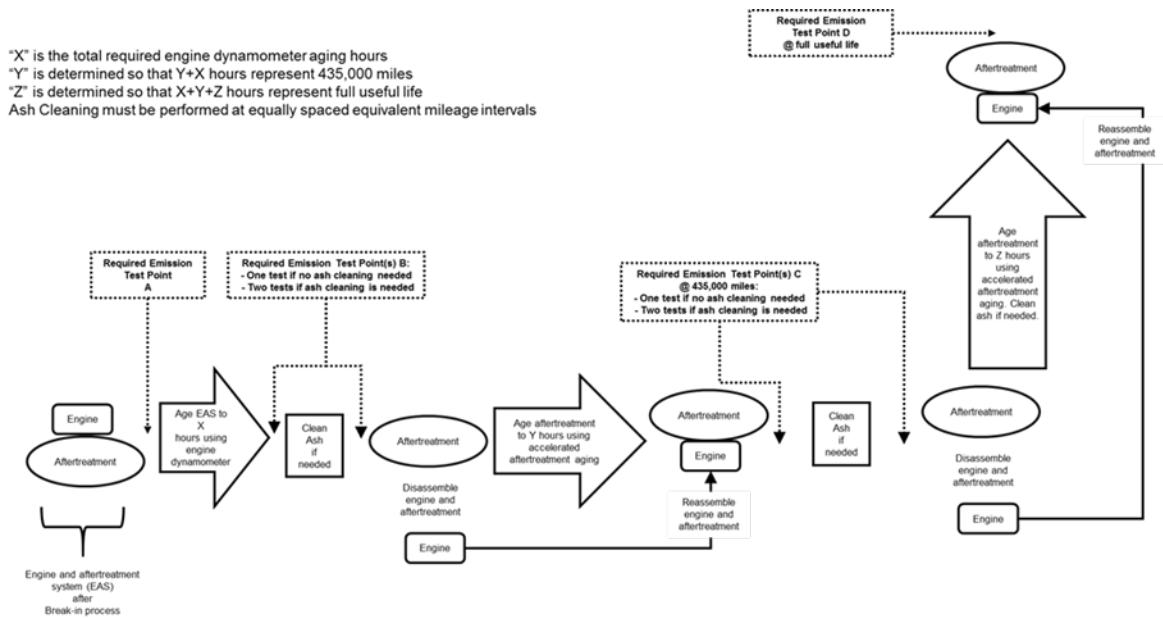 “X” is the total required engine dynamometer aging hours
“Y” is determined so that Y+X hours represent 435,000 miles
“Z” is determined so that X+Y+Z hours represent full useful life
Ash Cleaning must be performed at equally spaced equivalent mileage intervals
Required Emission
Test Point D
@ full useful life
Aftertreatment
Engine
Reassemble
engine and
aftertreatment
Age
aftertreatment
to Z hours
using
accelerated
aftertreatment
aging. Clean
ash if needed.
Required Emission
Test Point
A
Required Emission Test Point(s) B:
- One test if no ash cleaning needed
- Two tests if ash cleaning is needed
Required Emission Test Point(s) C
@ 435,000 miles:
- One test if no ash cleaning needed
- Two tests if ash cleaning is needed
Engine
Aftertreatment
Age EAS to
X
hours using
engine
dynamometer
Clean
Ash
if
needed
Aftertreatment
Disassemble
engine and
aftertreatment
Engine
Age aftertreatment
to Y hours using
accelerated
aftertreatment aging
Aftertreatment
Engine
Reassemble
engine and
aftertreatment
Clean
Ash
if
needed
Aftertreatment
Disassemble
engine and
aftertreatment
Engine
Engine and aftertreatment
system (EAS)
after
Break-in process